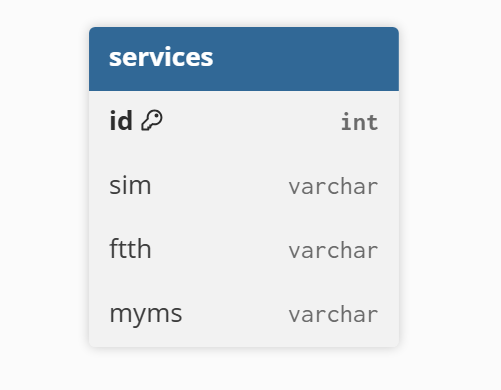 services
id int
sim varchar
ftth varchar
myms varchar